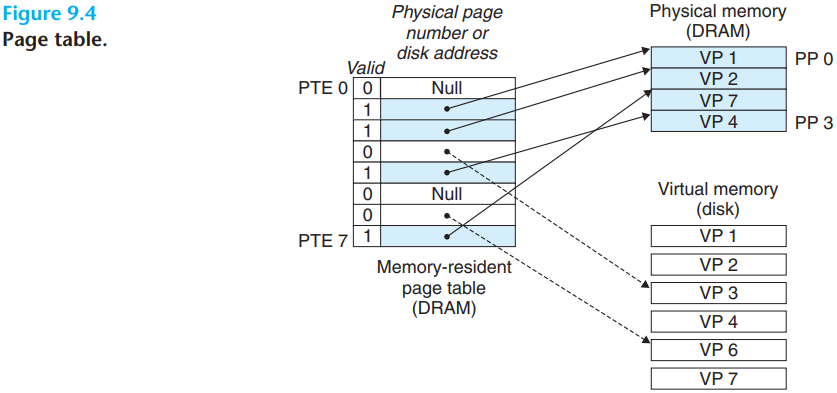 Figure 9.4
Page table.
Physical page
number or
disk address
Valid
PTE 0
0
Null
1
1
0
1
0
Null
0
PTE 7
1
Memory-resident
page table
(DRAM)
Physical memory
(DRAM)
VP 1
PP 0
VP 2
VP 7
VP 4
PP 3
Virtual memory
(disk)
VP 1
VP 2
VP 3
VP 4
VP 6
VP 7